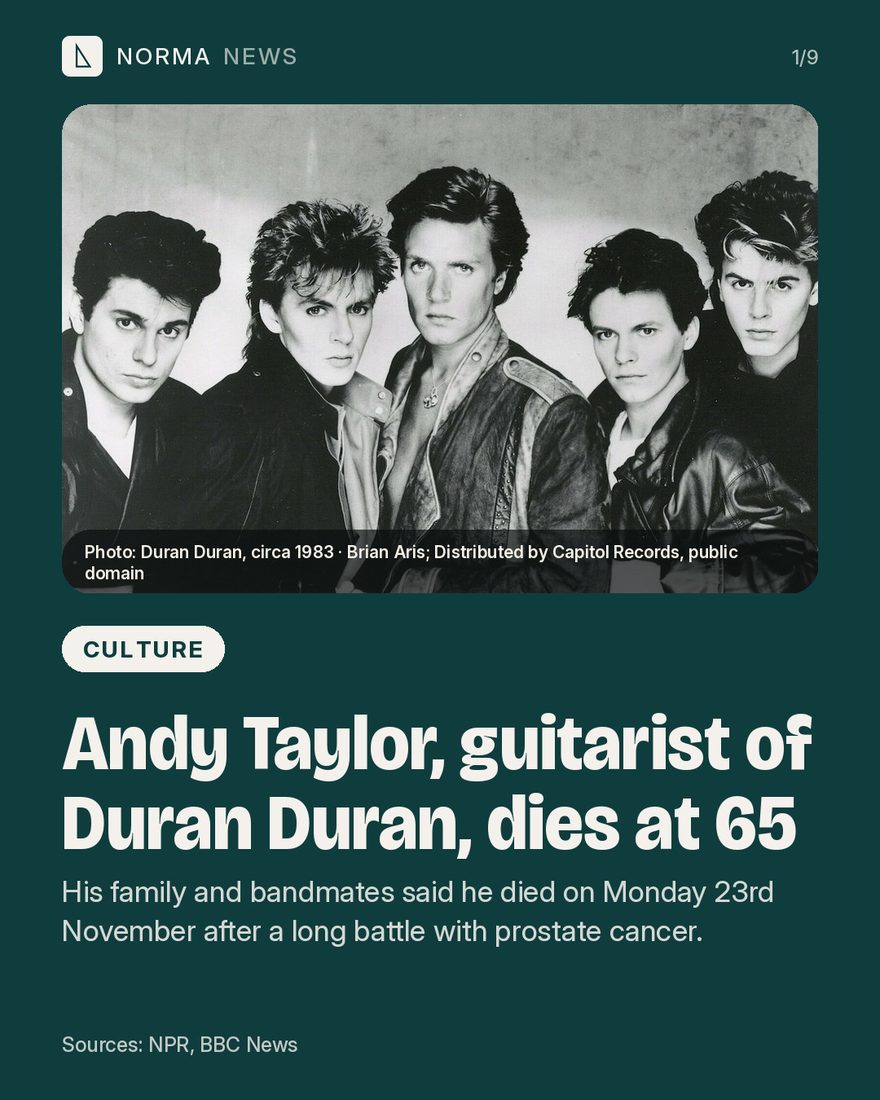 NORMA NEWS
1/9
Photo: Duran Duran, circa 1983 · Brian Aris; Distributed by Capitol Records, public
domain
CULTURE
Andy Taylor, guitarist of
Duran Duran, dies at 65
His family and bandmates said he died on Monday 23rd
November after a long battle with prostate cancer.
Sources: NPR, BBC News